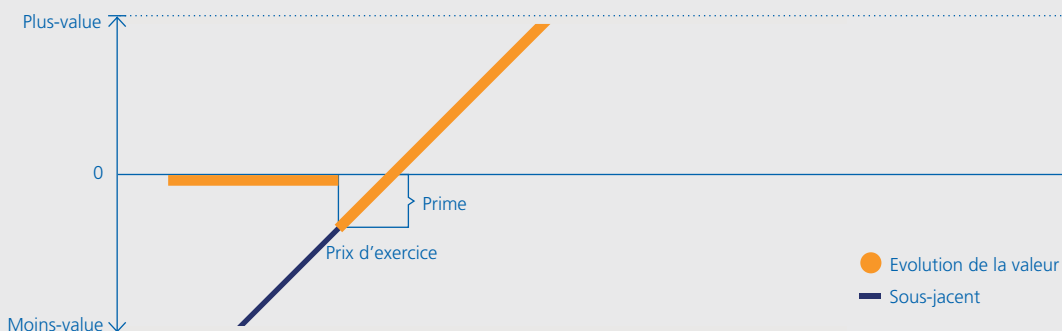 Plus-value
0
Prime
Prix d’exercice
Evolution de la valeur
Sous-jacent
Moins-value